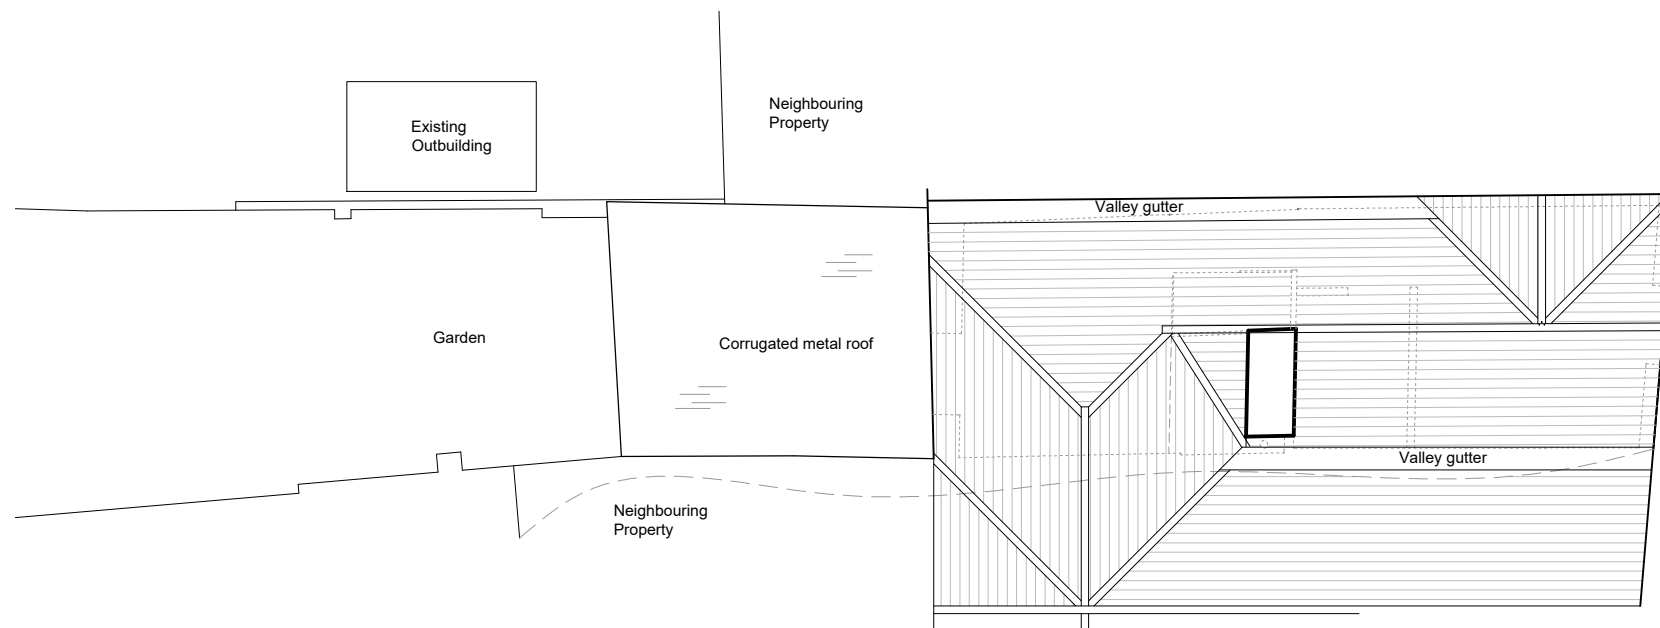 Neighbouring
Property
Existing
Outbuilding
Valley gutter
Garden
Corrugated metal roof
Valley gutter
Neighbouring
Property